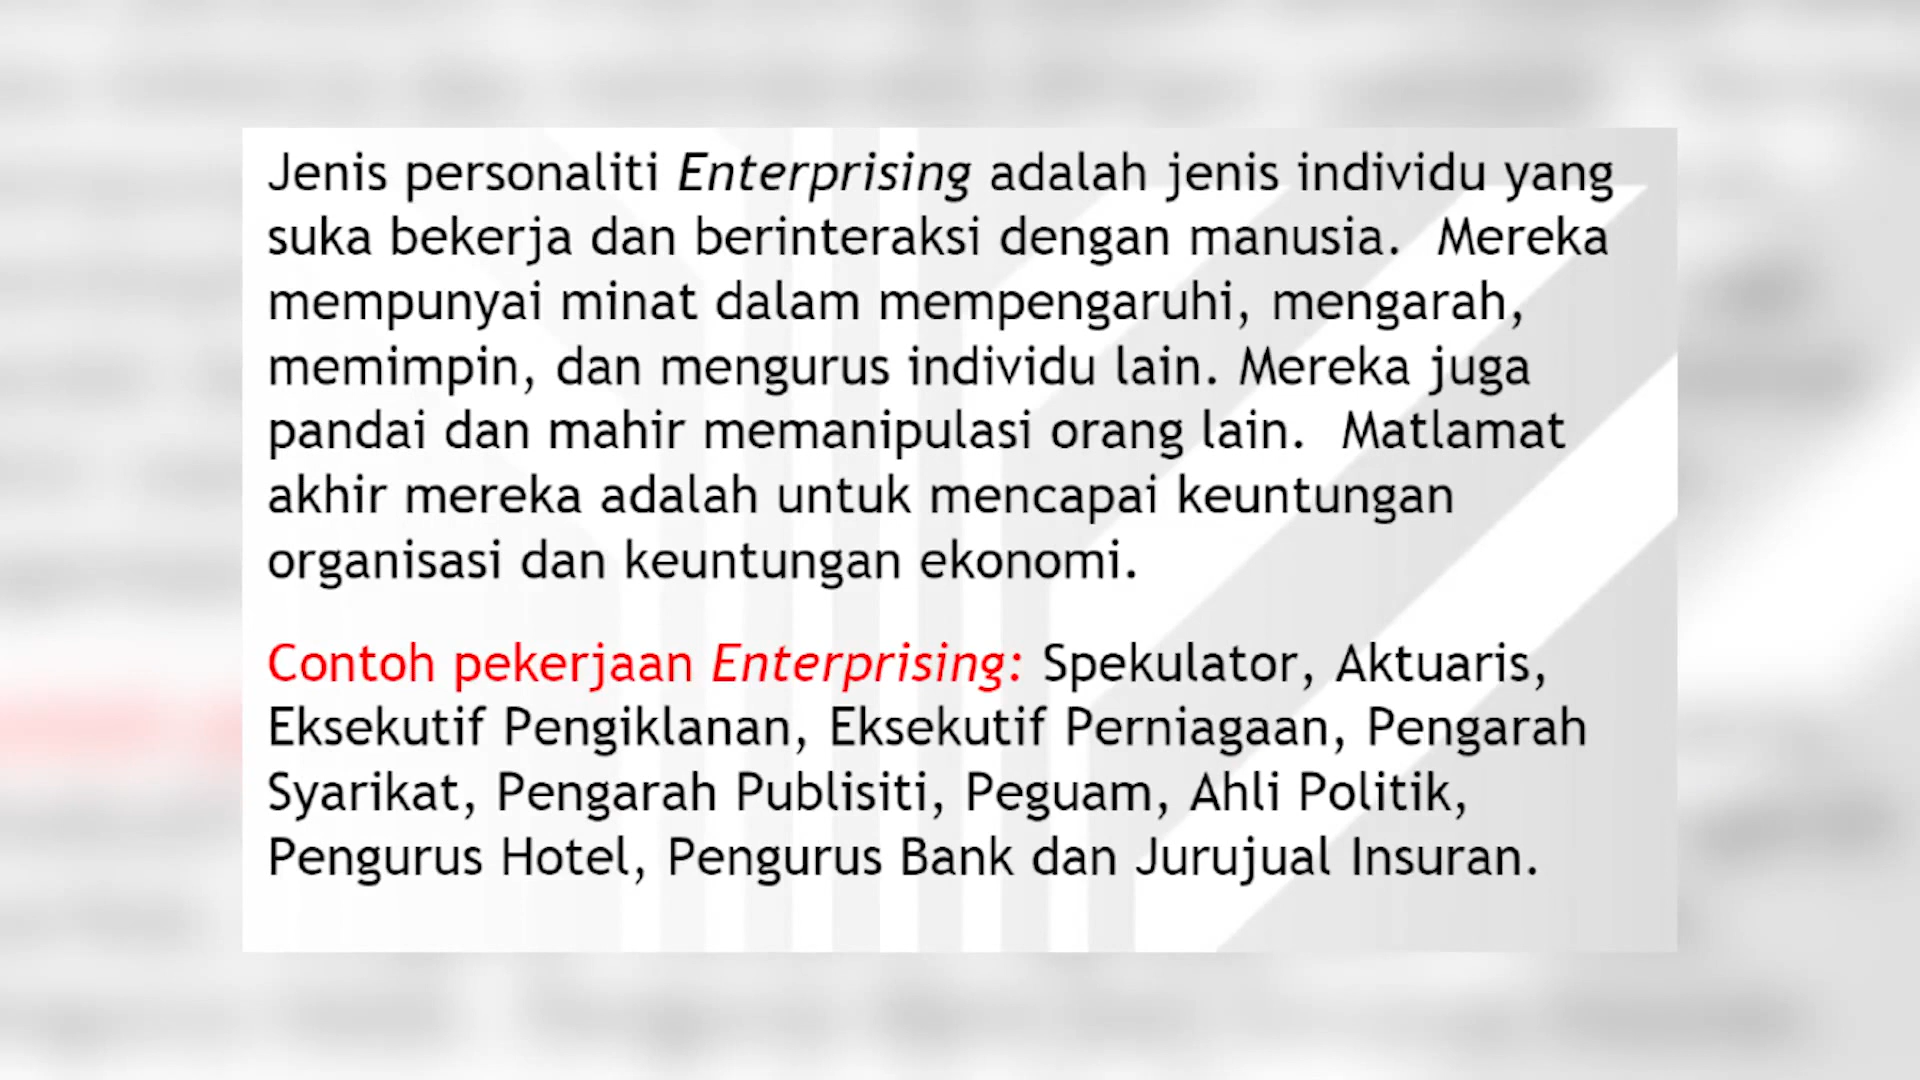 Jenis personaliti Enterprising adalah jenis individu yang
suka bekerja dan berinteraksi dengan manusia. Mereka
mempunyai minat dalam mempengaruhi, mengarah,
memimpin, dan mengurus individu lain. Mereka juga
pandai dan mahir memanipulasi orang lain. Matlamat
akhir mereka adalah untuk mencapai keuntungan
organisasi dan keuntungan ekonomi.
Contoh pekerjaan Enterprising: Spekulator, Aktuaris,
Eksekutif Pengiklanan, Eksekutif Perniagaan, Pengarah
Syarikat, Pengarah Publisiti, Peguam, Ahli Politik,
Pengurus Hotel, Pengurus Bank dan Jurujual Insuran.